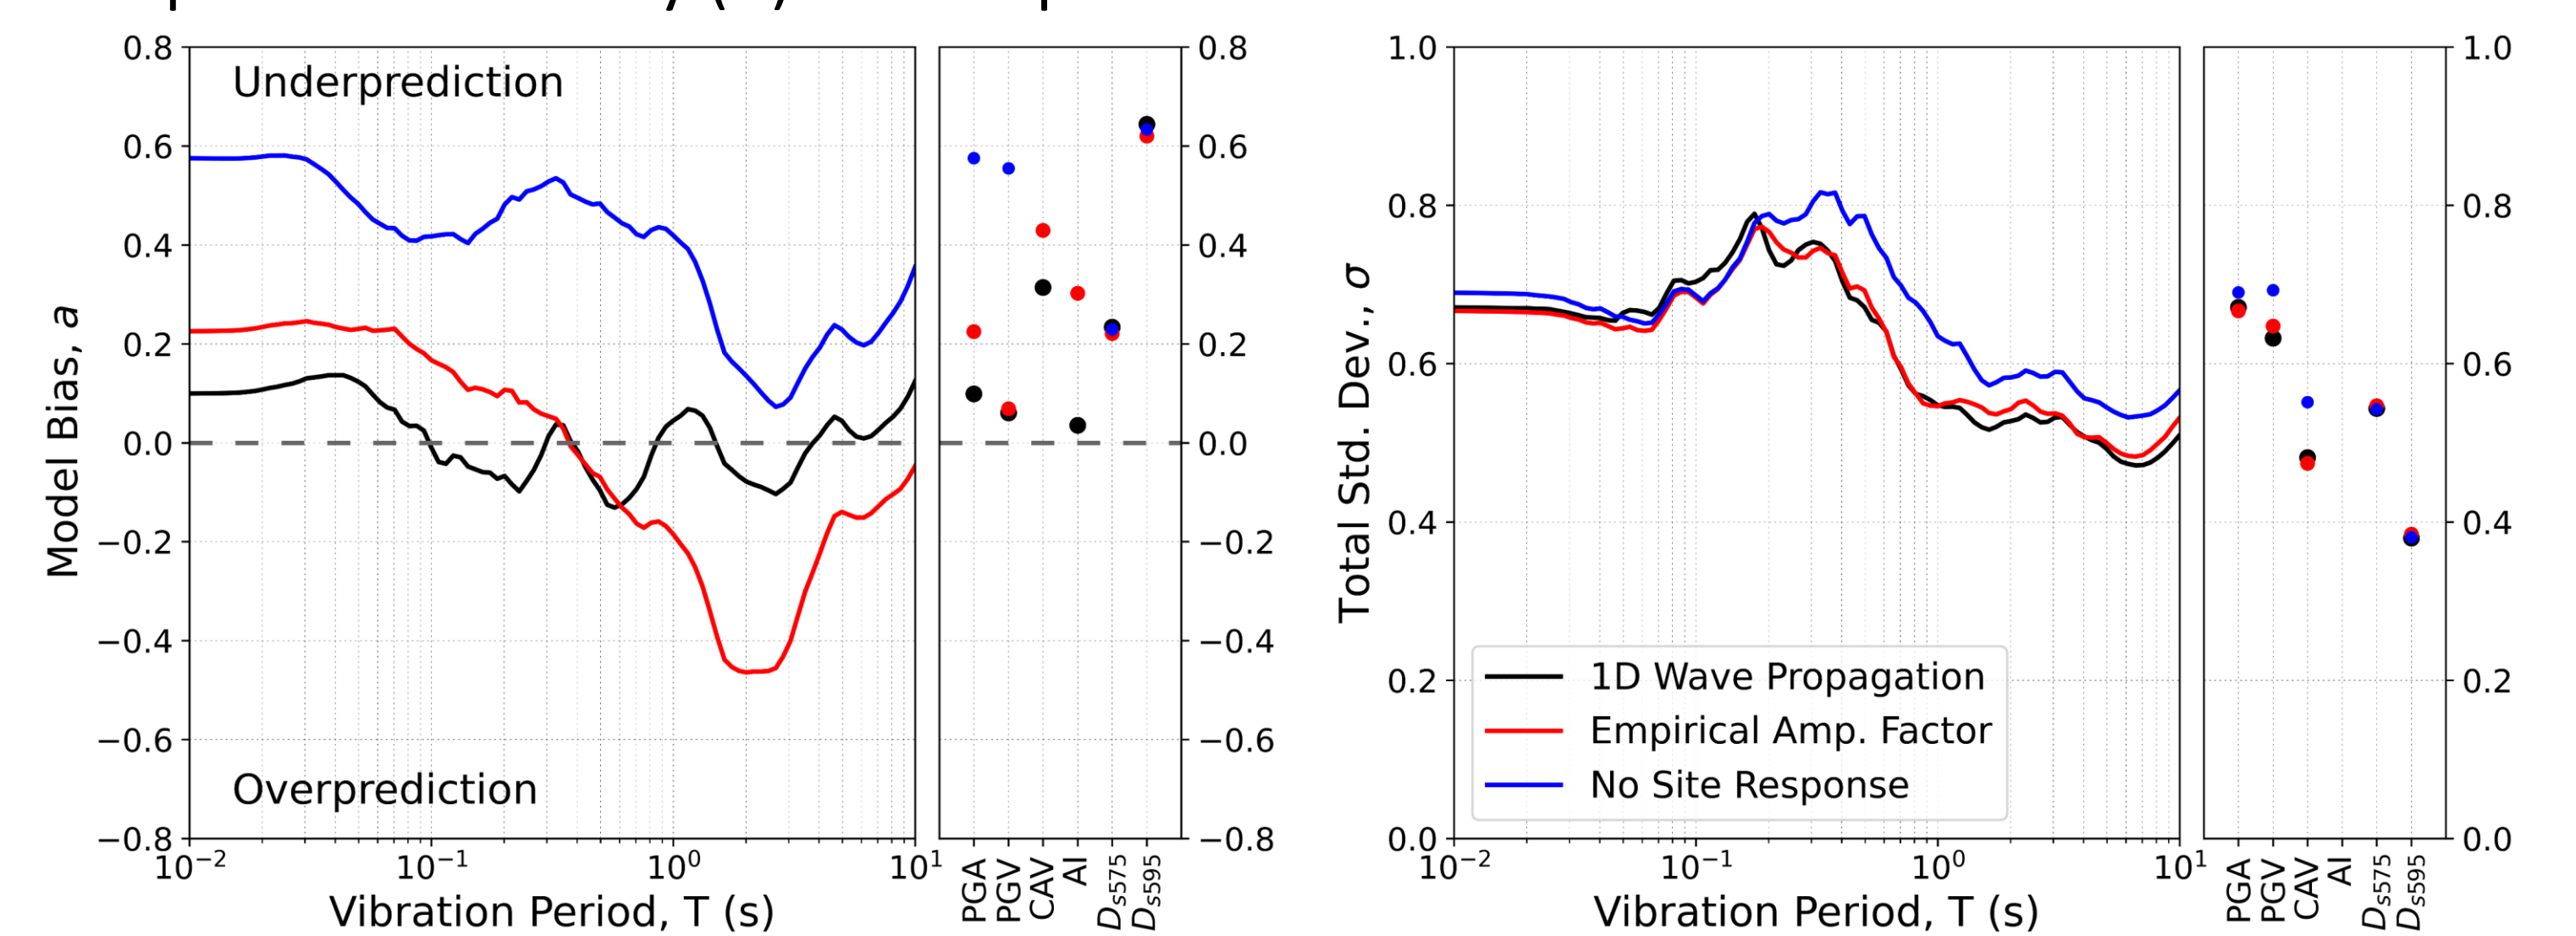 0.8
0.6
0.4
0.2
0.0
−0.2
−0.4
−0.6
−0.8
Model Bias, a
Underprediction
Overprediction
10⁻²
10⁻¹
10⁰
10¹
Vibration Period, T (s)
0.8
0.6
0.4
0.2
0.0
−0.2
−0.4
−0.6
−0.8
PGA
PGV
CAV
AI
Ds575
Ds595
1.0
0.8
0.6
0.4
0.2
0.0
Total Std. Dev., σ
1D Wave Propagation
Empirical Amp. Factor
No Site Response
10⁻²
10⁻¹
10⁰
10¹
Vibration Period, T (s)
1.0
0.8
0.6
0.4
0.2
0.0
PGA
PGV
CAV
AI
Ds575
Ds595